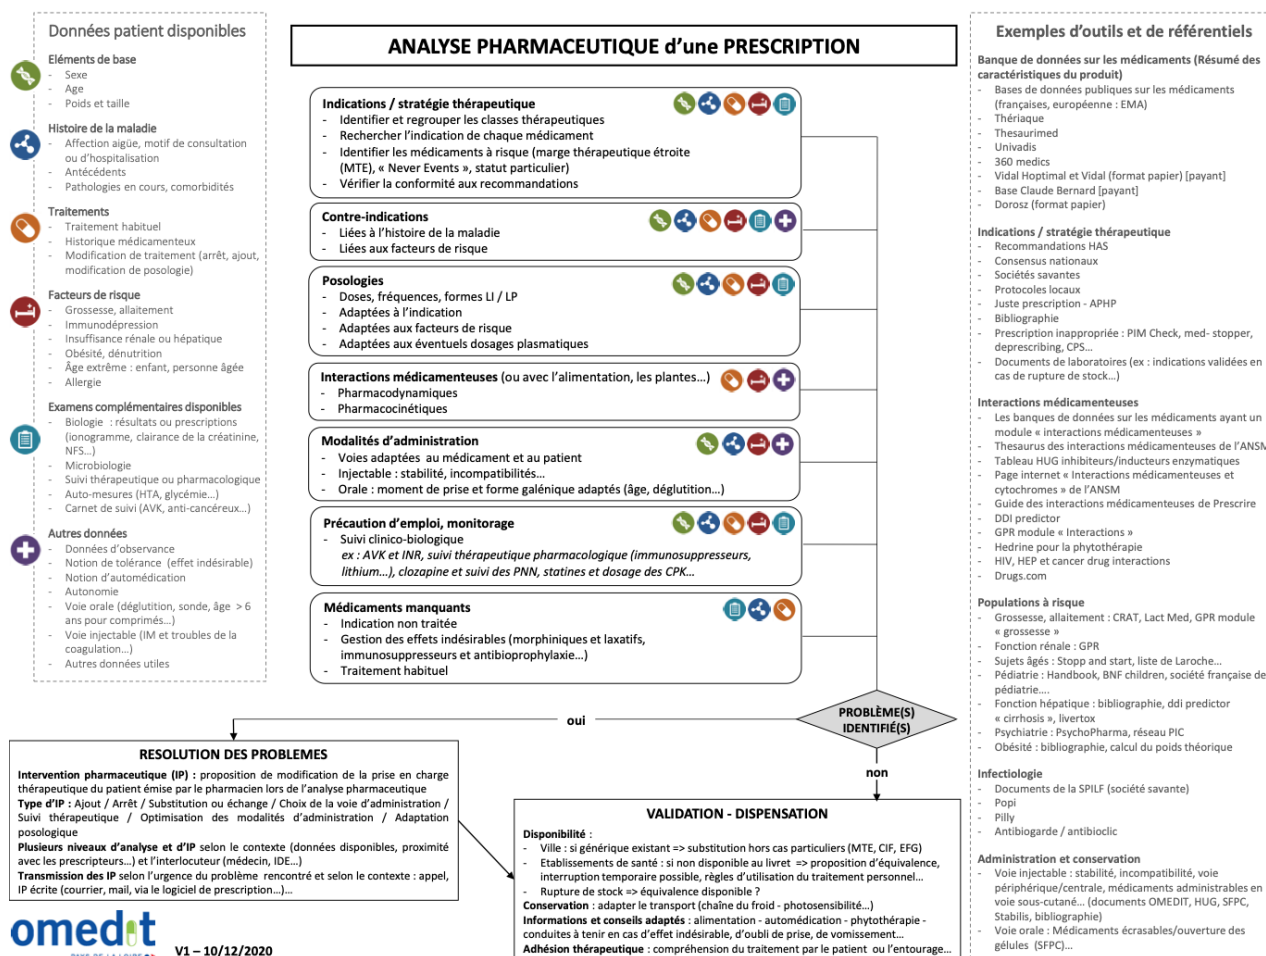 Données patient disponibles
Eléments de base
- Sexe
- Age
- Poids et taille
Histoire de la maladie
- Affection aigüe, motif de consultation
ou d'hospitalisation
- Antécédents
- Pathologies en cours, comorbidités
Traitements
- Traitement habituel
- Historique médicamenteux
- Modification de traitement (arrêt, ajout,
modification de posologie)
Facteurs de risque
- Grossesse, allaitement
- Immunodépression
- Insuffisance rénale ou hépatique
- Obésité, dénutrition
- Âge extrême : enfant, personne âgée
- Allergie
Examens complémentaires disponibles
- Biologie : résultats ou prescriptions
(ionogramme, clairance de la créatinine,
NFS...)
- Microbiologie
- Suivi thérapeutique ou pharmacologique
- Auto-mesures (HTA, glycémie...)
- Carnet de suivi (AVK, anti-cancéreux...)
Autres données
- Données d'observance
- Notion de tolérance (effet indésirable)
- Notion d'automédication
- Autonomie
- Voie orale (déglutition, sonde, âge > 6
ans pour comprimés...)
- Voie injectable (IM et troubles de la
coagulation...)
- Autres données utiles
ANALYSE PHARMACEUTIQUE d'une PRESCRIPTION
Indications / stratégie thérapeutique
- Identifier et regrouper les classes thérapeutiques
- Rechercher l'indication de chaque médicament
- Identifier les médicaments à risque (marge thérapeutique étroite
(MTE), « Never Events », statut particulier)
- Vérifier la conformité aux recommandations
Contre-indications
- Liées à l'histoire de la maladie
- Liées aux facteurs de risque
Posologies
- Doses, fréquences, formes LI / LP
- Adaptées à l'indication
- Adaptées aux facteurs de risque
- Adaptées aux éventuels dosages plasmatiques
Interactions médicamenteuses (ou avec l'alimentation, les plantes...)
- Pharmacodynamiques
- Pharmacocinétiques
Modalités d'administration
- Voies adaptées au médicament et au patient
- Injectable : stabilité, incompatibilités...
- Orale : moment de prise et forme galénique adaptés (âge, déglutition...)
Précaution d'emploi, monitorage
- Suivi clinico-biologique
ex : AVK et INR, suivi thérapeutique pharmacologique (immunosuppresseurs,
lithium...), clozapine et suivi des PNN, statines et dosage des CPK...
Médicaments manquants
- Indication non traitée
- Gestion des effets indésirables (morphiniques et laxatifs,
immunosuppresseurs et antibioprophylaxie...)
- Traitement habituel
PROBLÈME(S)
IDENTIFIÉ(S)
oui
non
RESOLUTION DES PROBLEMES
Intervention pharmaceutique (IP) : proposition de modification de la prise en charge
thérapeutique du patient émise par le pharmacien lors de l'analyse pharmaceutique
Type d'IP : Ajout / Arrêt / Substitution ou échange / Choix de la voie d'administration /
Suivi thérapeutique / Optimisation des modalités d'administration / Adaptation
posologique
Plusieurs niveaux d'analyse et d'IP selon le contexte (données disponibles, proximité
avec les prescripteurs...) et l'interlocuteur (médecin, IDE...)
Transmission des IP selon l'urgence du problème rencontré et selon le contexte : appel,
IP écrite (courrier, mail, via le logiciel de prescription...)...
VALIDATION - DISPENSATION
Disponibilité :
- Ville : si générique existant => substitution hors cas particuliers (MTE, CIF, EFG)
- Etablissements de santé : si non disponible au livret => proposition d'équivalence,
interruption temporaire possible, règles d'utilisation du traitement personnel...
- Rupture de stock => équivalence disponible ?
Conservation : adapter le transport (chaîne du froid - photosensibilité...)
Informations et conseils adaptés : alimentation - automédication - phytothérapie -
conduites à tenir en cas d'effet indésirable, d'oubli de prise, de vomissement...
Adhésion thérapeutique : compréhension du traitement par le patient ou l'entourage...
omedit
PAYS DE LA LOIRE
V1 – 10/12/2020
Exemples d'outils et de référentiels
Banque de données sur les médicaments (Résumé des
caractéristiques du produit)
- Bases de données publiques sur les médicaments
(françaises, européenne : EMA)
- Thériaque
- Thesaurimed
- Univadis
- 360 medics
- Vidal Hoptimal et Vidal (format papier) [payant]
- Base Claude Bernard [payant]
- Dorosz (format papier)
Indications / stratégie thérapeutique
- Recommandations HAS
- Consensus nationaux
- Sociétés savantes
- Protocoles locaux
- Juste prescription - APHP
- Bibliographie
- Prescription inappropriée : PIM Check, med- stopper,
deprescribing, CPS...
- Documents de laboratoires (ex : indications validées en
cas de rupture de stock...)
Interactions médicamenteuses
- Les banques de données sur les médicaments ayant un
module « interactions médicamenteuses »
- Thesaurus des interactions médicamenteuses de l'ANSM
- Tableau HUG inhibiteurs/inducteurs enzymatiques
- Page internet « Interactions médicamenteuses et
cytochromes » de l'ANSM
- Guide des interactions médicamenteuses de Prescrire
- DDI predictor
- GPR module « Interactions »
- Hedrine pour la phytothérapie
- HIV, HEP et cancer drug interactions
- Drugs.com
Populations à risque
- Grossesse, allaitement : CRAT, Lact Med, GPR module
« grossesse »
- Fonction rénale : GPR
- Sujets âgés : Stopp and start, liste de Laroche...
- Pédiatrie : Handbook, BNF children, société française de
pédiatrie....
- Fonction hépatique : bibliographie, ddi predictor
« cirrhosis », livertox
- Psychiatrie : PsychoPharma, réseau PIC
- Obésité : bibliographie, calcul du poids théorique
Infectiologie
- Documents de la SPILF (société savante)
- Popi
- Pilly
- Antibiogarde / antibioclic
Administration et conservation
- Voie injectable : stabilité, incompatibilité, voie
périphérique/centrale, médicaments administrables en
voie sous-cutané... (documents OMEDIT, HUG, SFPC,
Stabilis, bibliographie)
- Voie orale : Médicaments écrasables/ouverture des
gélules (SFPC)...